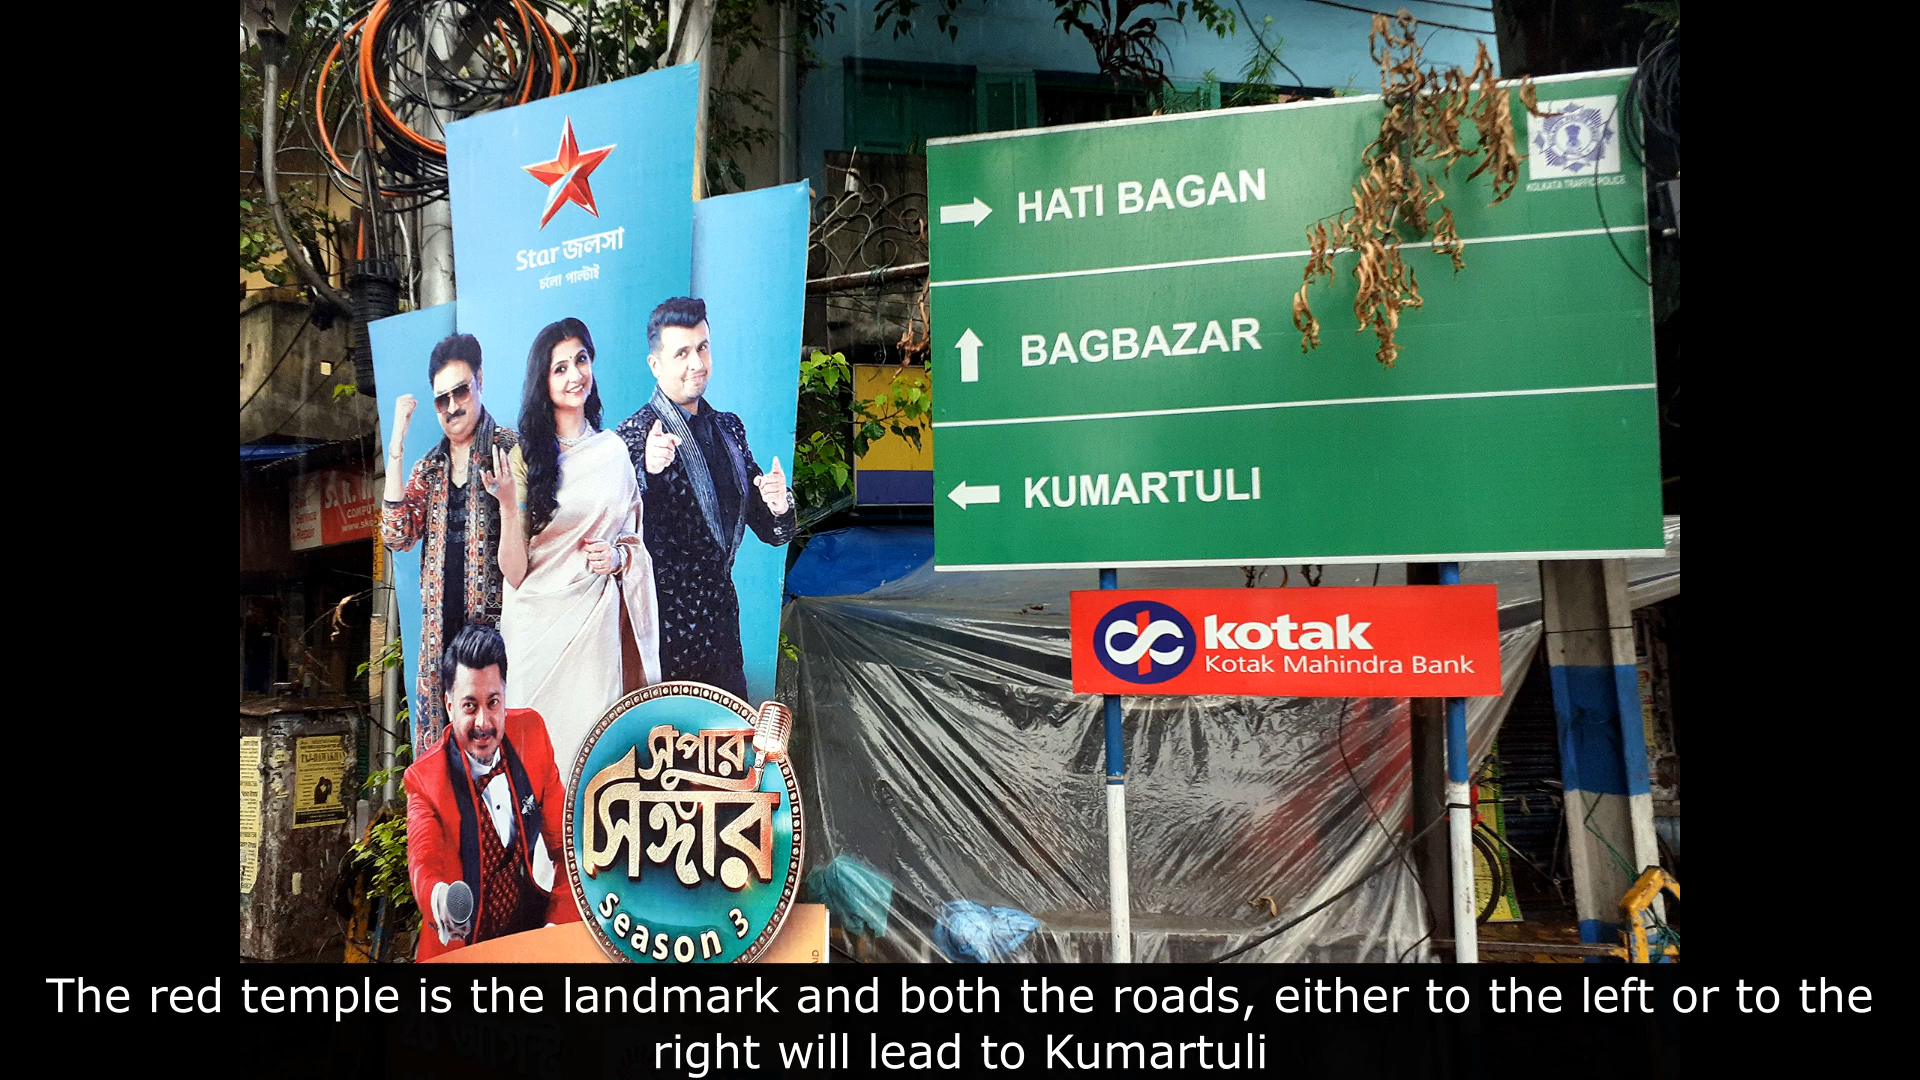 Star জলসা
চলো পাল্টাই
সুপার
সিঙ্গার
Season 3
HATI BAGAN
BAGBAZAR
KUMARTULI
KOLKATA TRAFFIC POLICE
kotak
Kotak Mahindra Bank
The red temple is the landmark and both the roads, either to the left or to the
right will lead to Kumartuli